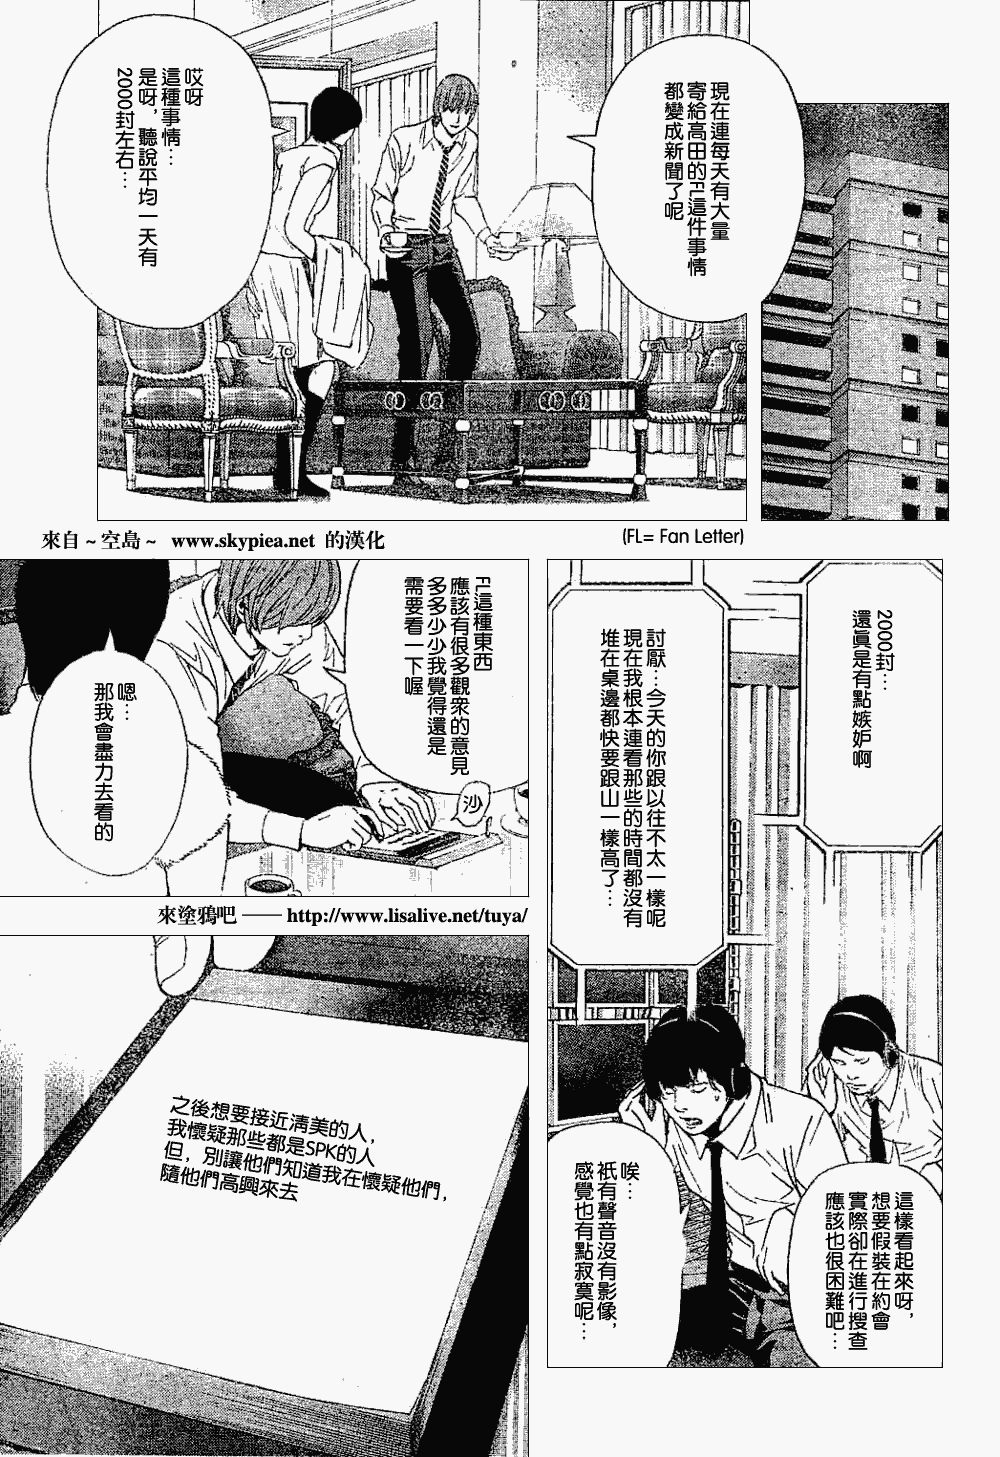 現在連每天有大量
寄給高田的FL這件事情
都變成新聞了呢
哎呀
這種事情…
是呀，聽說平均一天有
2000封左右…
來自～空島～ www.skypiea.net 的漢化
(FL= Fan Letter)
2000封…
還真是有點嫉妒啊
討厭…今天的你跟以往不太一樣呢
現在我根本連看那些的時間都沒有
堆在桌邊都快要跟山一樣高了…
這樣看起來呀，
想要假裝在約會
實際卻在進行搜查
應該也很困難吧…
唉…
衹有聲音沒有影像，
感覺也有點寂寞呢…
FL這種東西
應該有很多觀眾的意見
多多少少我覺得還是
需要看一下喔
沙
嗯…
那我會盡力去看的
來塗鴉吧 —— http://www.lisalive.net/tuya/
之後想要接近清美的人，
我懷疑那些都是SPK的人
但，別讓他們知道我在懷疑他們，
隨他們高興來去